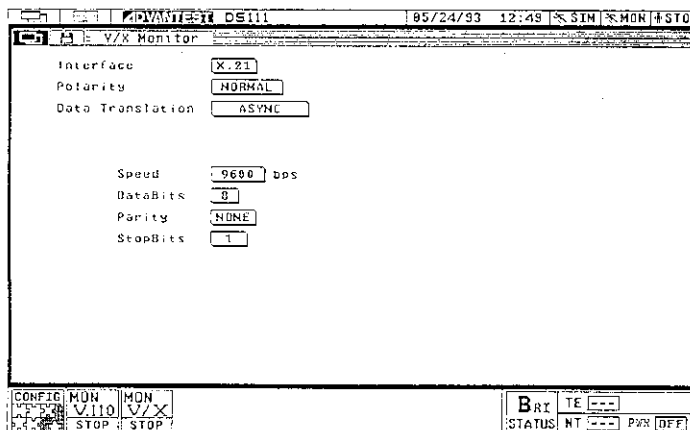 ADVANTEST DS111 05/24/93 12:49 SIM MON STO
V/X Monitor
Interface X.21
Polarity NORMAL
Data Translation ASYNC
Speed 9600 bps
DataBits 8
Parity NONE
StopBits 1
CONFIG MON V.110 STOP MON V/X STOP
BRI STATUS TE --- NT --- PWR OFF